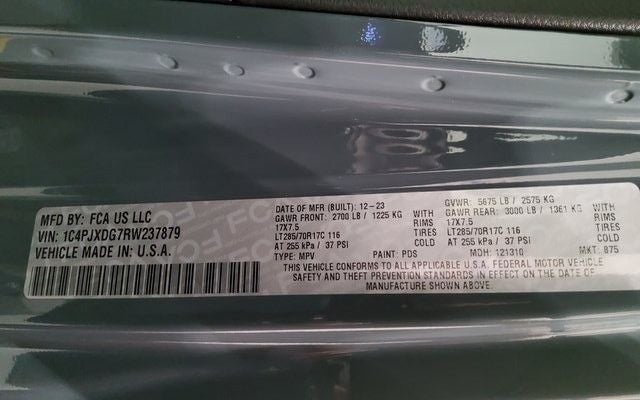 MFD BY: FCA US LLC
VIN: 1C4PJXDG7RW237879
VEHICLE MADE IN: U.S.A.
DATE OF MFR (BUILT): 12-23
GAWR FRONT: 2700 LB / 1225 KG
17X7.5 RIMS
LT285/70R17C 116 TIRES
AT 255 kPa / 37 PSI COLD
TYPE: MPV PAINT: PDS
GVWR: 5675 LB / 2575 KG
GAWR REAR: 3000 LB / 1361 KG
17X7.5 RIMS
LT285/70R17C 116 TIRES
AT 255 kPa / 37 PSI COLD
MDH: 121310 MKT: 875
THIS VEHICLE CONFORMS TO ALL APPLICABLE U.S.A. FEDERAL MOTOR VEHICLE
SAFETY AND THEFT PREVENTION STANDARDS IN EFFECT ON THE DATE OF
MANUFACTURE SHOWN ABOVE.